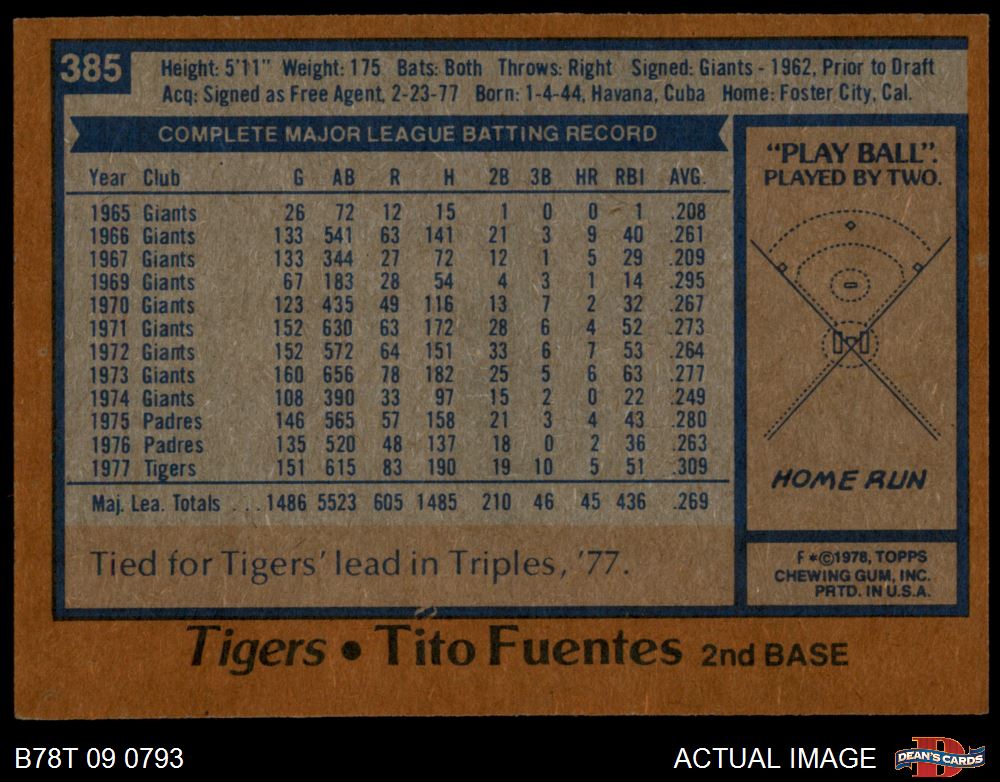 385
Height: 5'11" Weight: 175 Bats: Both Throws: Right Signed: Giants - 1962, Prior to Draft
Acq: Signed as Free Agent, 2-23-77 Born: 1-4-44, Havana, Cuba Home: Foster City, Cal.
COMPLETE MAJOR LEAGUE BATTING RECORD
Year Club G AB R H 2B 3B HR RBI AVG.
1965 Giants 26 72 12 15 1 0 0 1 .208
1966 Giants 133 541 63 141 21 3 9 40 .261
1967 Giants 133 344 27 72 12 1 5 29 .209
1969 Giants 67 183 28 54 4 3 1 14 .295
1970 Giants 123 435 49 116 13 7 2 32 .267
1971 Giants 152 630 63 172 28 6 4 52 .273
1972 Giants 152 572 64 151 33 6 7 53 .264
1973 Giants 160 656 78 182 25 5 6 63 .277
1974 Giants 108 390 33 97 15 2 0 22 .249
1975 Padres 146 565 57 158 21 3 4 43 .280
1976 Padres 135 520 48 137 18 0 2 36 .263
1977 Tigers 151 615 83 190 19 10 5 51 .309
Maj. Lea. Totals ... 1486 5523 605 1485 210 46 45 436 .269
Tied for Tigers' lead in Triples, '77.
"PLAY BALL".
PLAYED BY TWO.
HOME RUN
F *©1978, TOPPS
CHEWING GUM, INC.
PRTD. IN U.S.A.
Tigers • Tito Fuentes 2nd BASE
B78T 09 0793
ACTUAL IMAGE
D
DEAN'S CARDS